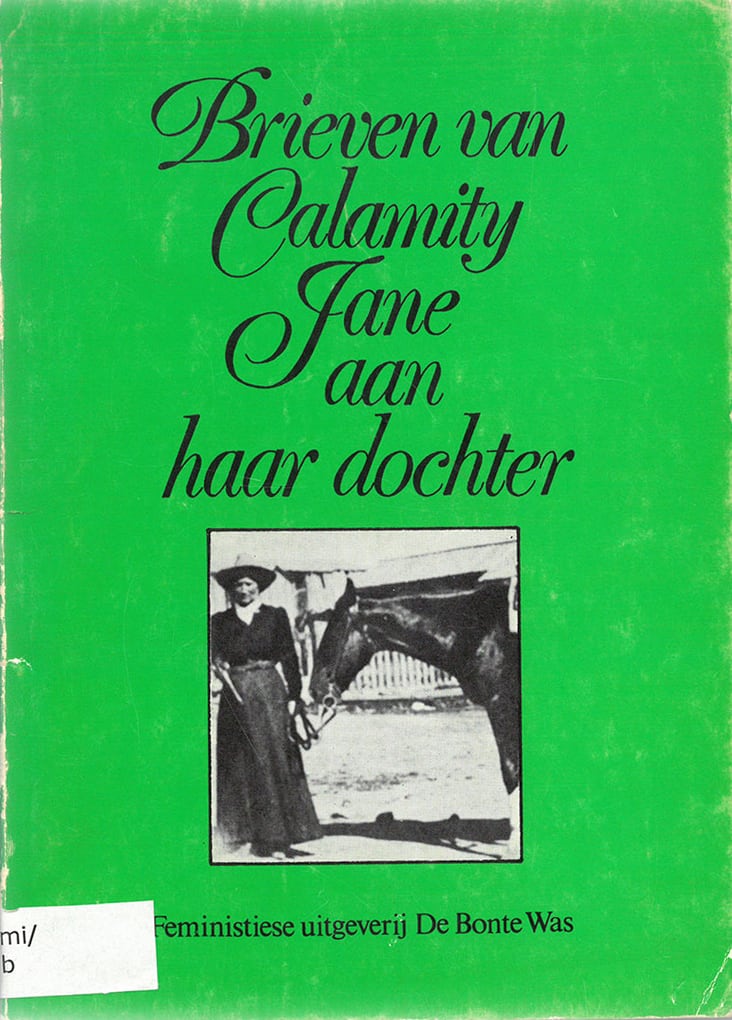 Brieven van
Calamity
Jane
aan
haar dochter
Feministiese uitgeverij De Bonte Was
mi/
b